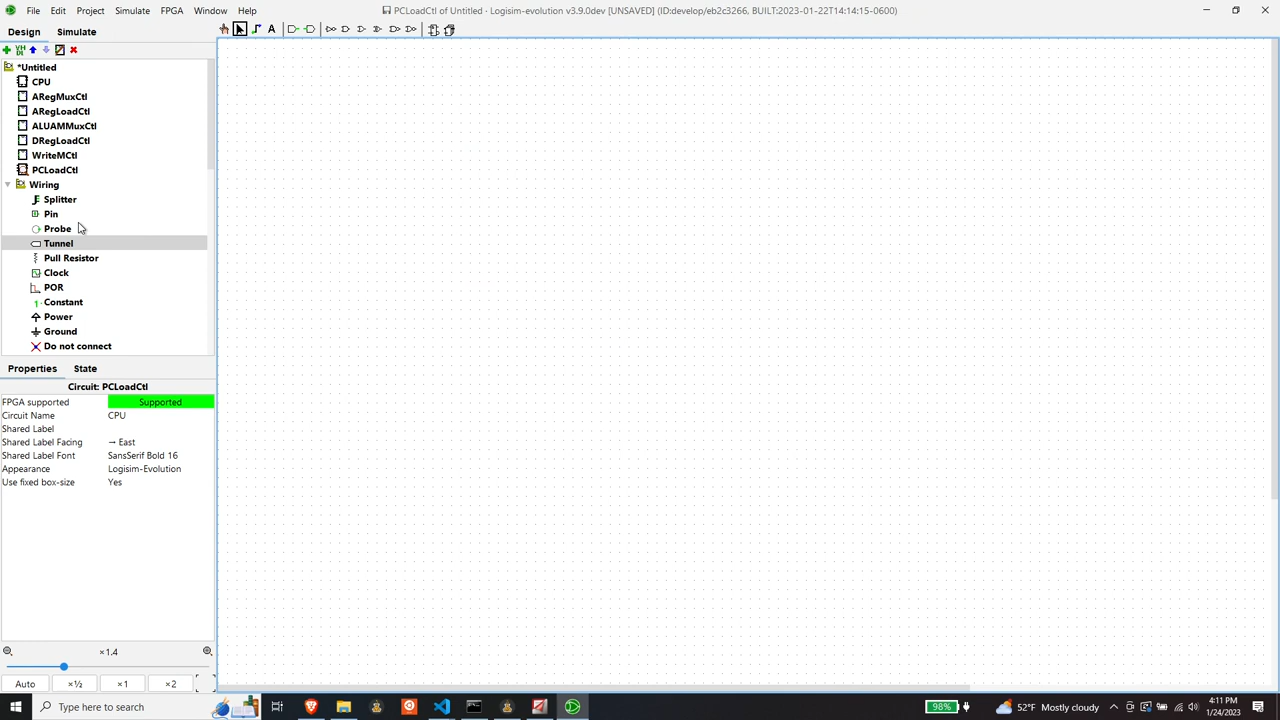 PCLoadCtl of Untitled - Logisim-evolution v3.9.0dev [UNSAVED] (ID:develop/eb2c3266, BUILT:2023-01-22T14:14:15-0600)
File Edit Project Simulate FPGA Window Help
Design Simulate
A
VH
DL
*Untitled
CPU
ARegMuxCtl
ARegLoadCtl
ALUAMMuxCtl
DRegLoadCtl
WriteMCtl
PCLoadCtl
Wiring
Splitter
Pin
Probe
Tunnel
Pull Resistor
Clock
POR
Constant
Power
Ground
Do not connect
Properties State
Circuit: PCLoadCtl
FPGA supported Supported
Circuit Name CPU
Shared Label
Shared Label Facing → East
Shared Label Font SansSerif Bold 16
Appearance Logisim-Evolution
Use fixed box-size Yes
×1.4
Auto ×½ ×1 ×2
Type here to search
98%
52°F Mostly cloudy
4:11 PM
1/24/2023